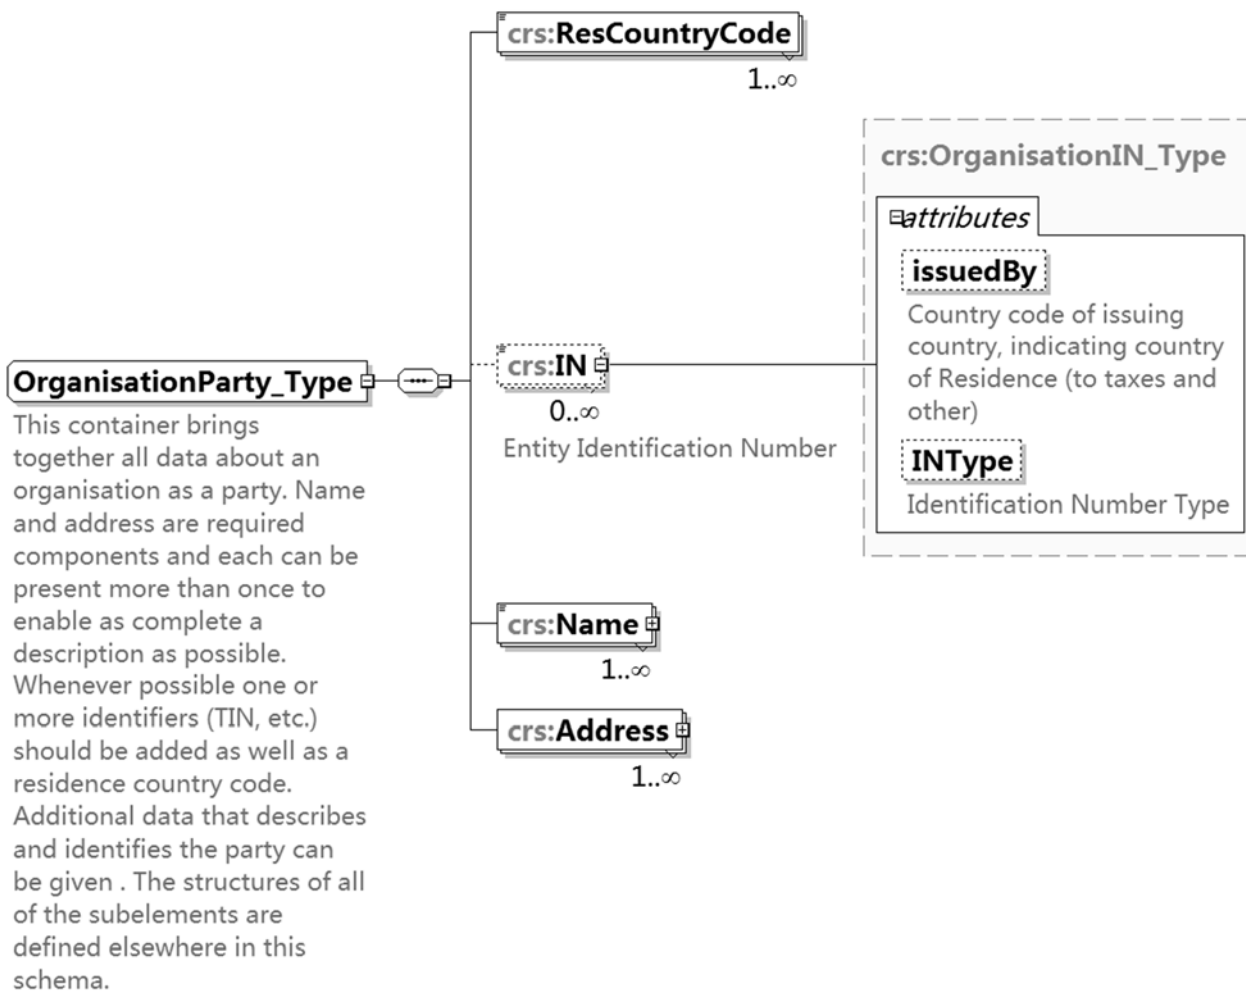 crs:ResCountryCode
1..∞
crs:OrganisationIN_Type
attributes
issuedBy
Country code of issuing
country, indicating country
of Residence (to taxes and
other)
INType
Identification Number Type
crs:IN
0..∞
Entity Identification Number
OrganisationParty_Type
This container brings
together all data about an
organisation as a party. Name
and address are required
components and each can be
present more than once to
enable as complete a
description as possible.
Whenever possible one or
more identifiers (TIN, etc.)
should be added as well as a
residence country code.
Additional data that describes
and identifies the party can
be given . The structures of all
of the subelements are
defined elsewhere in this
schema.
crs:Name
1..∞
crs:Address
1..∞